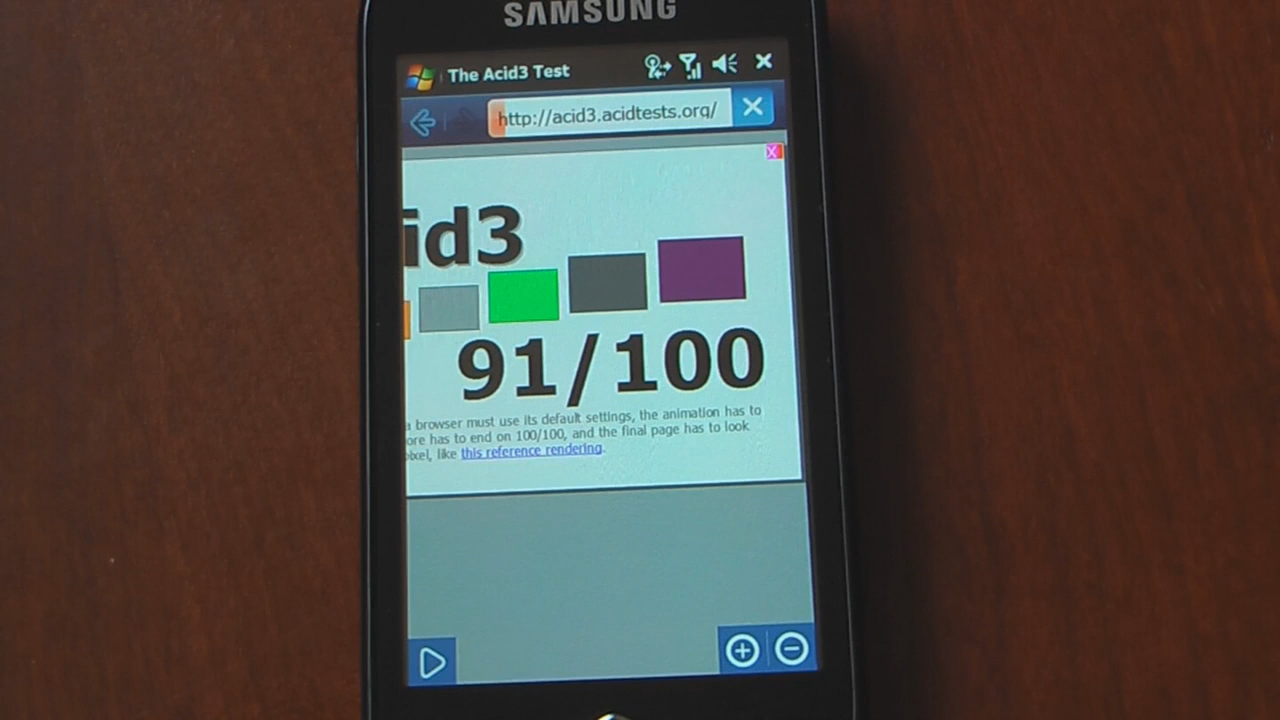 SAMSUNG
The Acid3 Test
http://acid3.acidtests.org/
X
id3
91/100
a browser must use its default settings, the animation has to
ore has to end on 100/100, and the final page has to look
pixel, like this reference rendering.